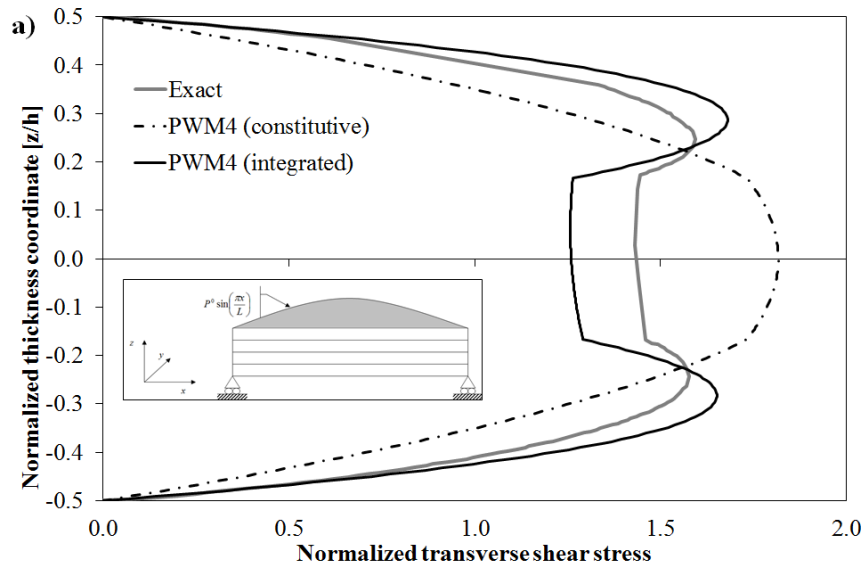 a)
Normalized thickness coordinate [z/h]
0.5
0.4
0.3
0.2
0.1
0.0
-0.1
-0.2
-0.3
-0.4
-0.5
Exact
PWM4 (constitutive)
PWM4 (integrated)
P⁰ sin(πx/L)
z
y
x
0.0 0.5 1.0 1.5 2.0
Normalized transverse shear stress